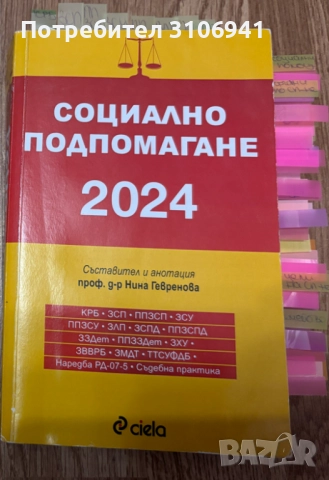 Потребител 3106941
СОЦИАЛНО
ПОДПОМАГАНЕ
2024
Съставител и анотация
проф. д-р Нина Гевренова
КРБ • ЗСП • ППЗСП • ЗСУ
ППЗСУ • ЗЛП • ЗСПД • ППЗСПД
ЗЗДет • ППЗЗДет • ЗХУ •
ЗВВРБ • ЗМДТ • ТТСУФДБ •
Наредба РД-07-5 • Съдебна практика
ciela
BAZAR